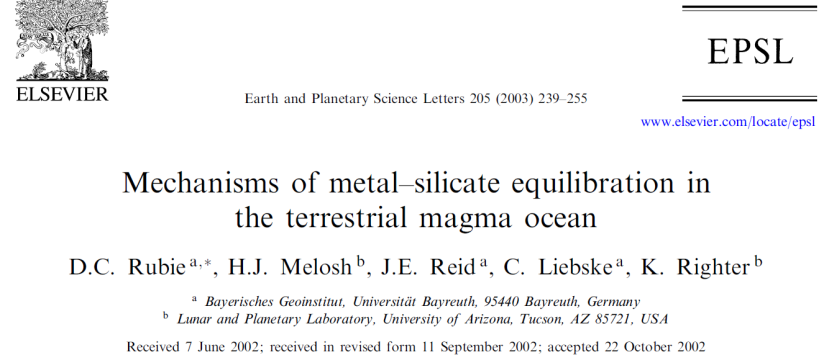 ELSEVIER
Earth and Planetary Science Letters 205 (2003) 239–255
EPSL
www.elsevier.com/locate/epsl
Mechanisms of metal–silicate equilibration in
the terrestrial magma ocean
D.C. Rubie a,*, H.J. Melosh b, J.E. Reid a, C. Liebske a, K. Righter b
a Bayerisches Geoinstitut, Universität Bayreuth, 95440 Bayreuth, Germany
b Lunar and Planetary Laboratory, University of Arizona, Tucson, AZ 85721, USA
Received 7 June 2002; received in revised form 11 September 2002; accepted 22 October 2002